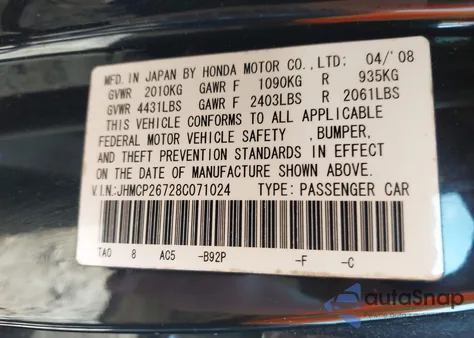 MFD. IN JAPAN BY HONDA MOTOR CO., LTD: 04/'08
GVWR 2010KG GAWR F 1090KG R 935KG
GVWR 4431LBS GAWR F 2403LBS R 2061LBS
THIS VEHICLE CONFORMS TO ALL APPLICABLE
FEDERAL MOTOR VEHICLE SAFETY , BUMPER,
AND THEFT PREVENTION STANDARDS IN EFFECT
ON THE DATE OF MANUFACTURE SHOWN ABOVE.
V.I.N.:JHMCP26728C071024 TYPE: PASSENGER CAR
TA0 8 AC5 -B92P -F -C
autoSnap